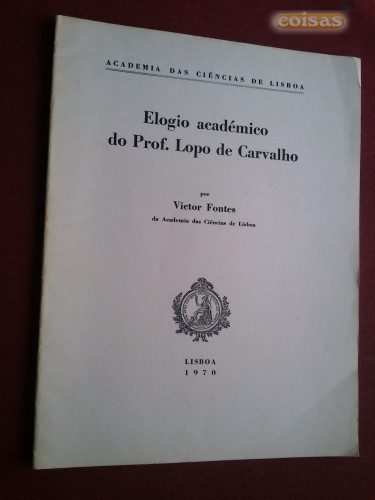 coisas
ACADEMIA DAS CIÊNCIAS DE LISBOA
Elogio académico
do Prof. Lopo de Carvalho
por
Victor Fontes
da Academia das Ciências de Lisboa
LISBOA
1970